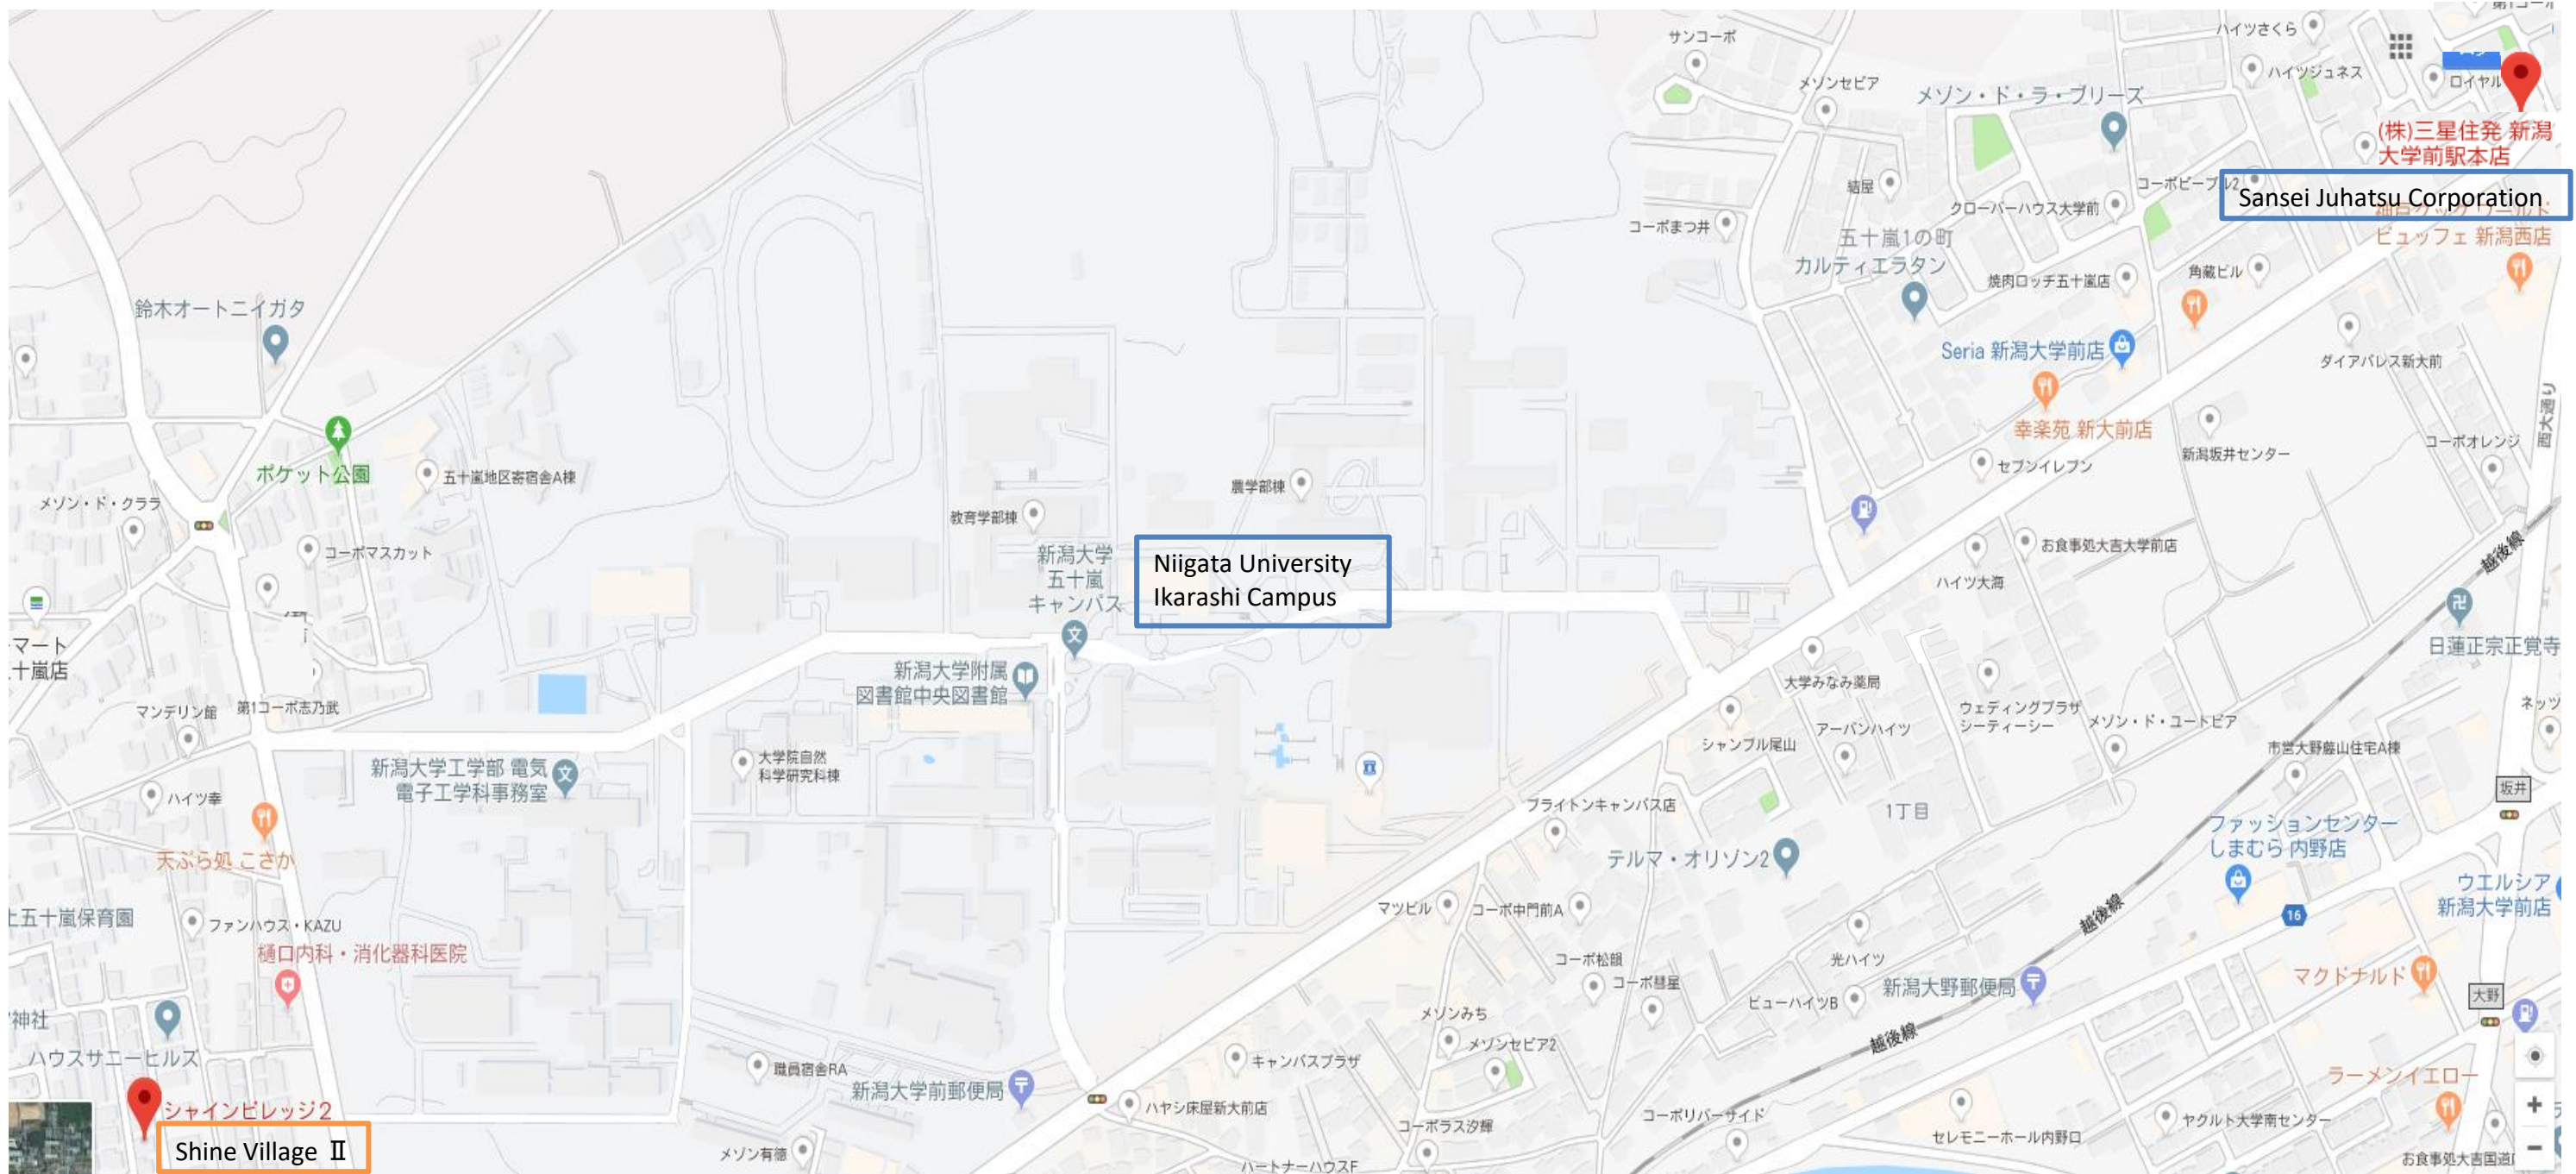 サンコーポ
メゾンセビア
メゾン・ド・ラ・ブリーズ
ハイツさくら
ハイツジュネス
ロイヤル
(株)三星住発 新潟
大学前駅本店
コーポピープル2
Sansei Juhatsu Corporation
ビュッフェ 新潟西店
結屋
クローバーハウス大学前
コーポまつ井
五十嵐1の町
カルティエラタン
焼肉ロッチ五十嵐店
角蔵ビル
鈴木オートニイガタ
Seria 新潟大学前店
ダイアパレス新大前
西大通り
幸楽苑 新大前店
新潟坂井センター
コーポオレンジ
セブンイレブン
ポケット公園
五十嵐地区寄宿舎A棟
メゾン・ド・クララ
コーポマスカット
農学部棟
教育学部棟
新潟大学
五十嵐
キャンパス
Niigata University
Ikarashi Campus
お食事処大吉大学前店
ハイツ大海
越後線
日蓮正宗正覚寺
マート
十嵐店
新潟大学附属
図書館中央図書館
大学みなみ薬局
マンデリン館
第1コーポ志乃武
シャンブル尾山
アーバンハイツ
ウェディングプラザ
シーティーシー
メゾン・ド・ユートピア
ネッツ
市営大野藤山住宅A棟
新潟大学工学部 電気
電子工学科事務室
大学院自然
科学研究科棟
坂井
ハイツ幸
ブライトンキャンパス店
1丁目
ファッションセンター
しまむら 内野店
天ぷら処 こさか
テルマ・オリゾン2
ウエルシア
新潟大学前店
上五十嵐保育園
ファンハウス・KAZU
マツビル
コーポ中門前A
越後線
16
樋口内科・消化器科医院
コーポ松韻
光ハイツ
コーポ彗星
新潟大野郵便局
マクドナルド
ビューハイツB
大野
神社
メゾンみち
ハウスサニーヒルズ
メゾンセビア2
越後線
キャンパスプラザ
職員宿舎RA
新潟大学前郵便局
ラーメンイエロー
シャインビレッジ2
ハヤシ床屋新大前店
コーポラス汐輝
コーポリバーサイド
ヤクルト大学南センター
セレモニーホール内野口
Shine Village Ⅱ
メゾン有徳
お食事処大吉国道